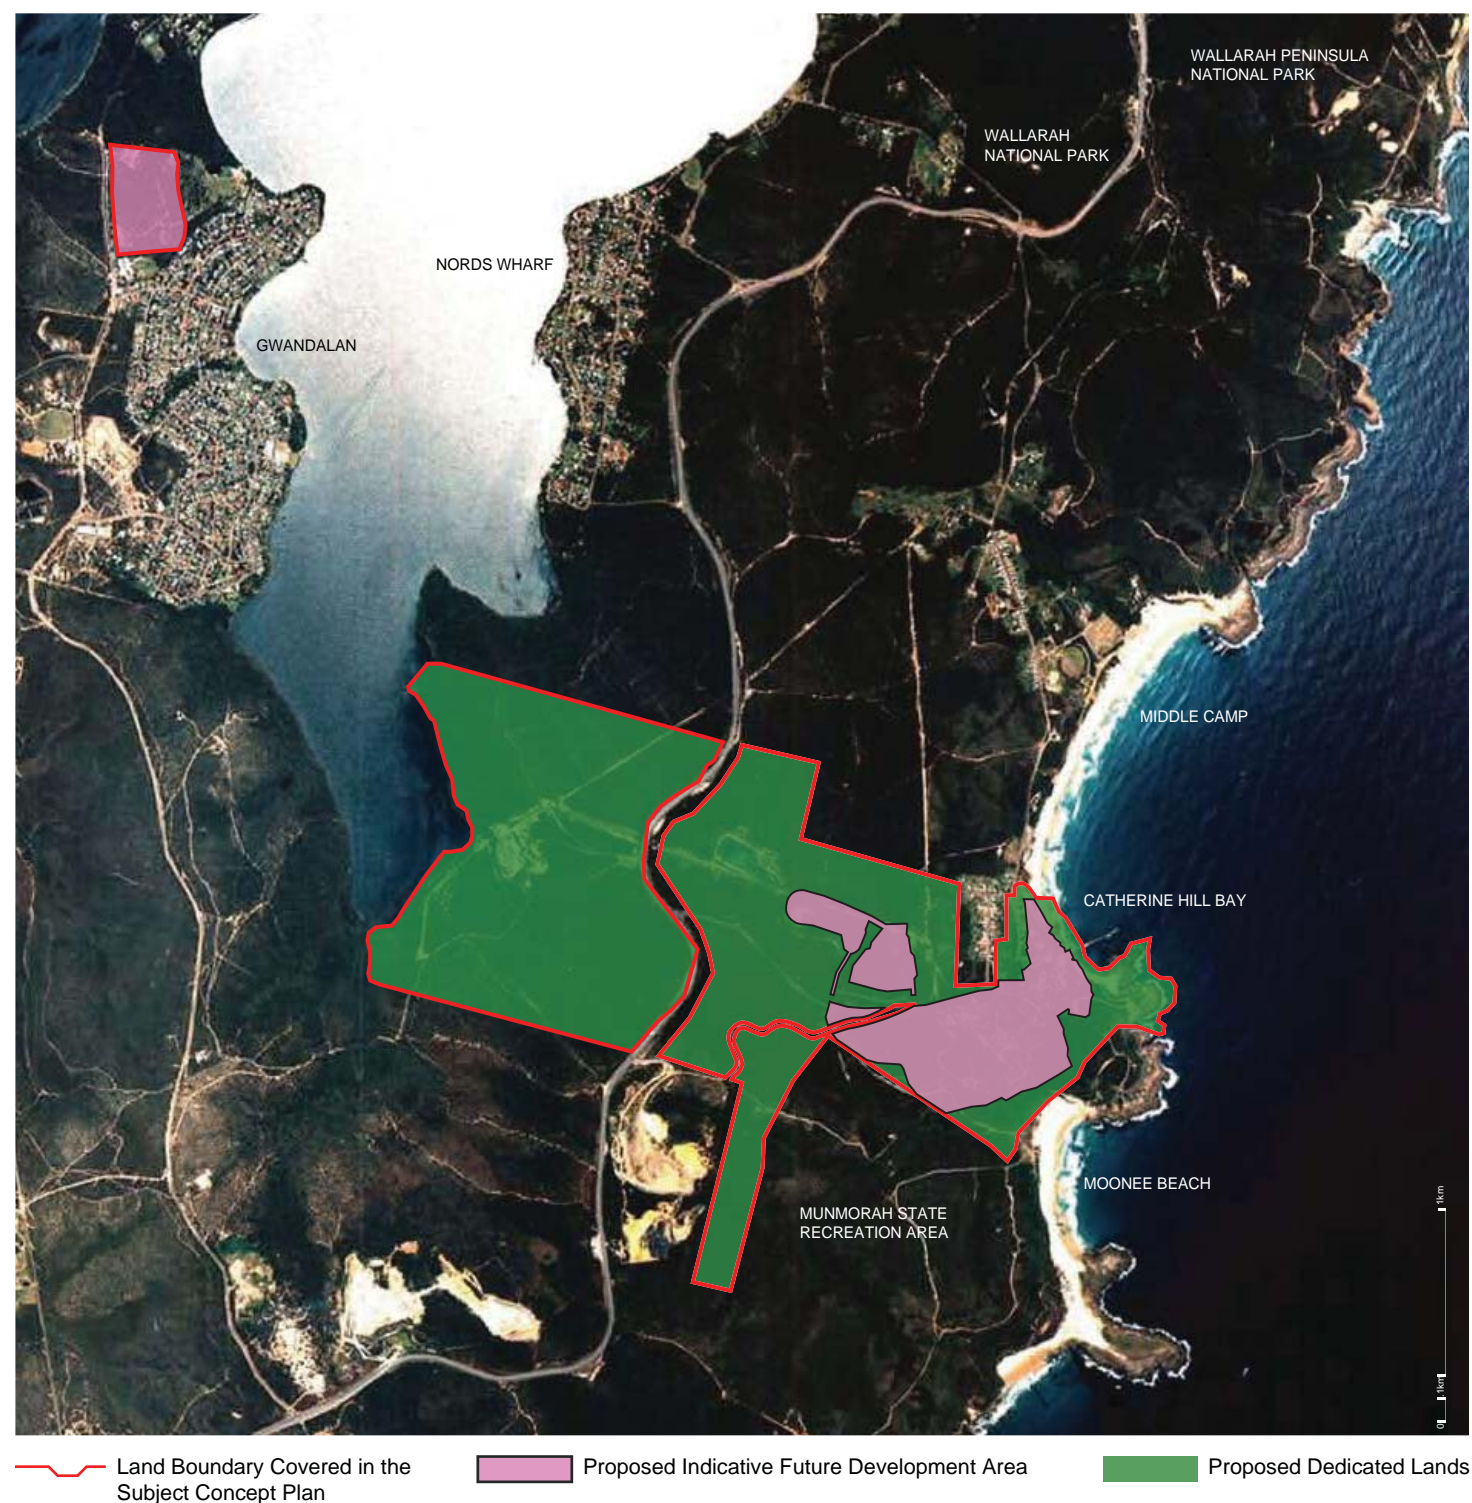 WALLARAH PENINSULA
NATIONAL PARK
WALLARAH
NATIONAL PARK
NORDS WHARF
GWANDALAN
MIDDLE CAMP
CATHERINE HILL BAY
MOONEE BEACH
MUNMORAH STATE
RECREATION AREA
1km
.1km
0
Land Boundary Covered in the
Subject Concept Plan
Proposed Indicative Future Development Area
Proposed Dedicated Lands